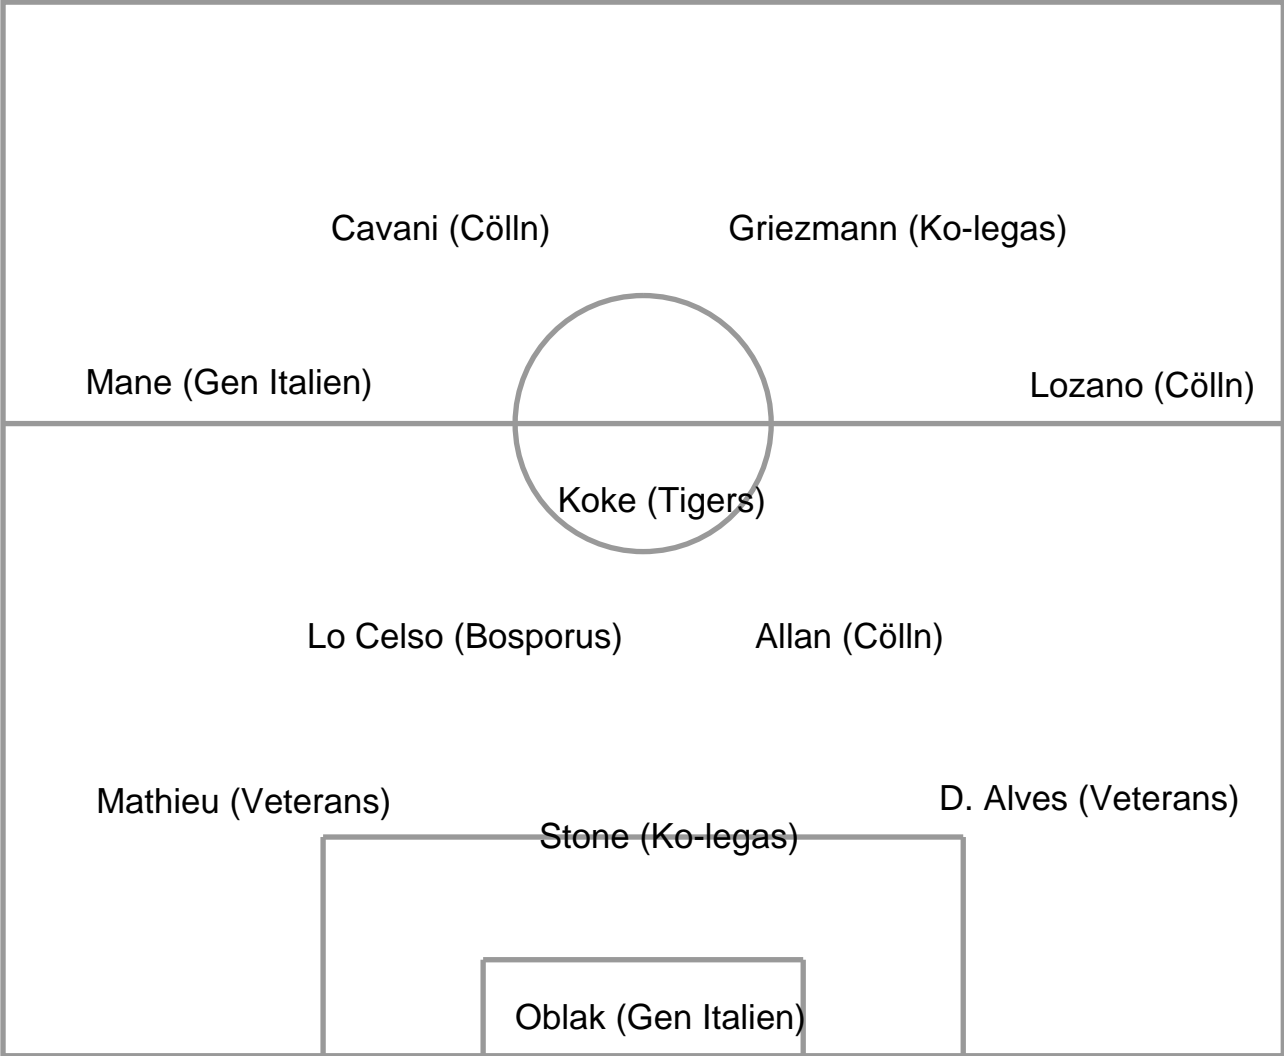 Cavani (Cölln)
Griezmann (Ko-legas)
Mane (Gen Italien)
Lozano (Cölln)
Koke (Tigers)
Lo Celso (Bosporus)
Allan (Cölln)
Mathieu (Veterans)
D. Alves (Veterans)
Stone (Ko-legas)
Oblak (Gen Italien)